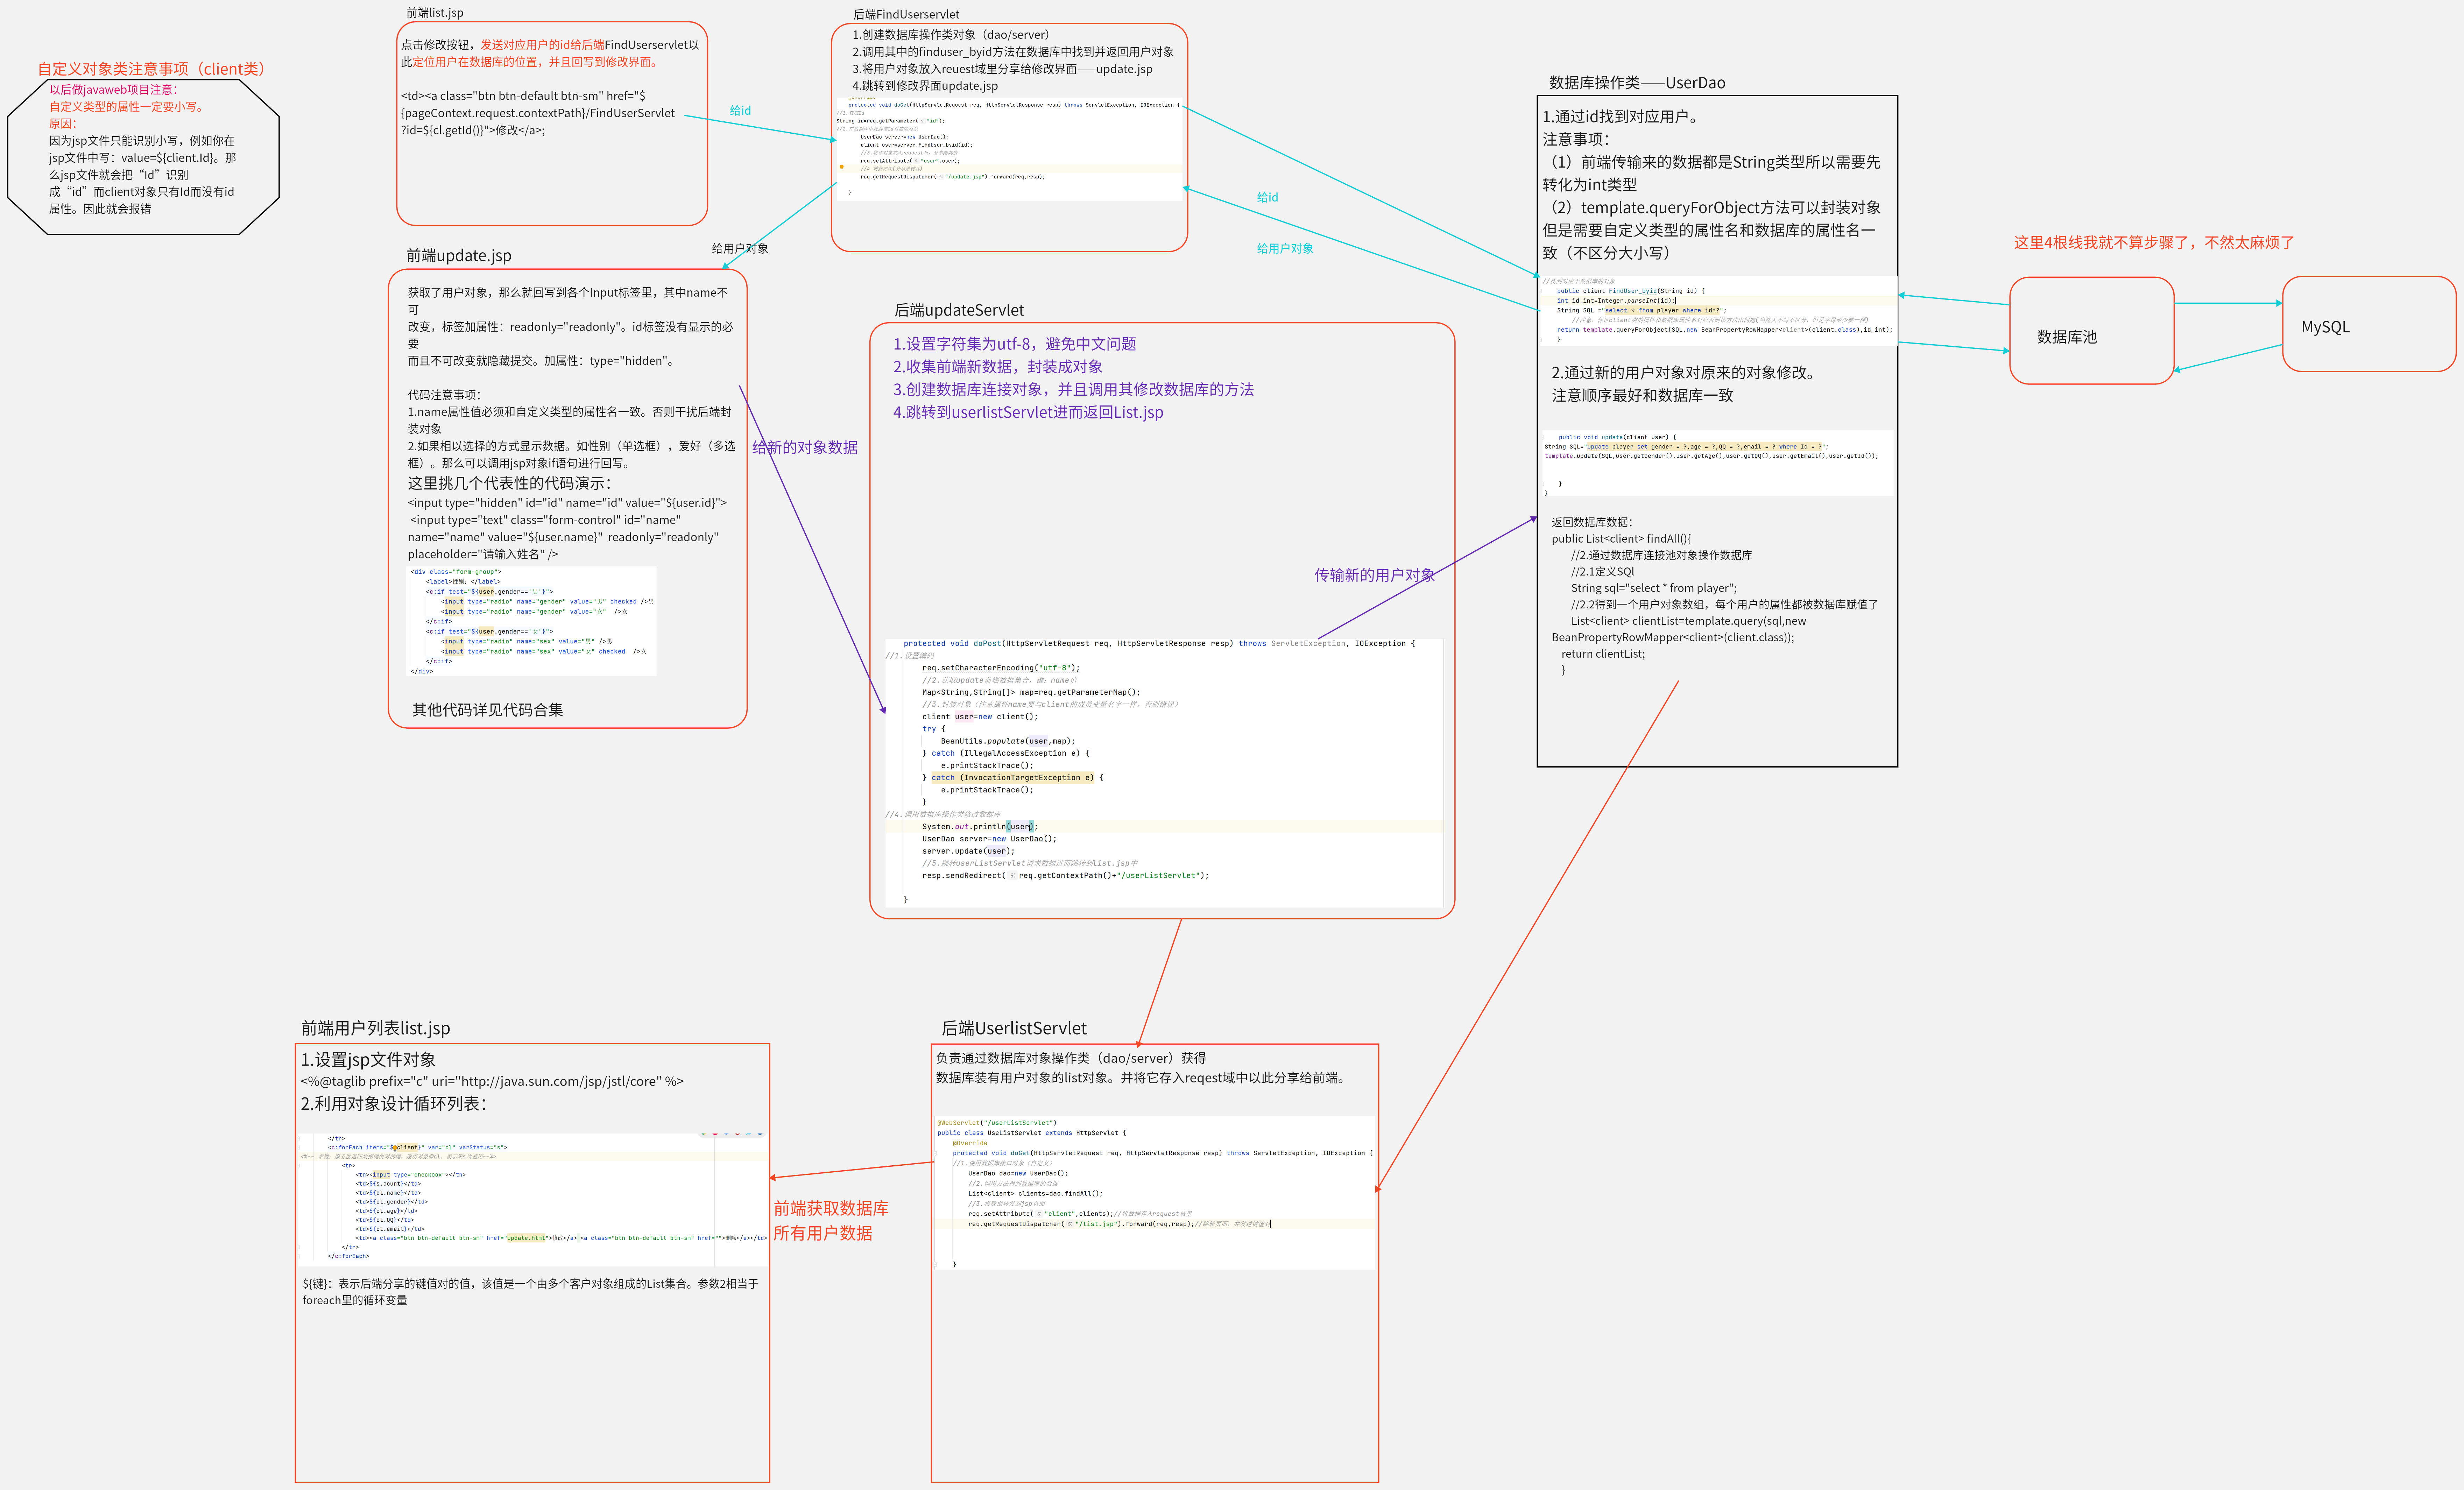 自定义对象类注意事项（client类）
以后做javaweb项目注意：
自定义类型的属性一定要小写。
原因：
因为jsp文件只能识别小写，例如你在
jsp文件中写：value=${client.Id}。那
么jsp文件就会把“Id”识别
成“id”而client对象只有Id而没有id
属性。因此就会报错
前端list.jsp
点击修改按钮，发送对应用户的id给后端FindUserservlet以
此定位用户在数据库的位置，并且回写到修改界面。
<td><a class="btn btn-default btn-sm" href="$
{pageContext.request.contextPath}/FindUserServlet
?id=${cl.getId()}">修改</a>;
给id
后端FindUserservlet
1.创建数据库操作类对象（dao/server）
2.调用其中的finduser_byid方法在数据库中找到并返回用户对象
3.将用户对象放入reuest域里分享给修改界面——update.jsp
4.跳转到修改界面update.jsp
protected void doGet(HttpServletRequest req, HttpServletResponse resp) throws ServletException, IOException {
String id=req.getParameter( s: "id");
UserDao server=new UserDao();
client user=server.FindUser_byid(id);
req.setAttribute( s: "user",user);
req.getRequestDispatcher( s: "/update.jsp").forward(req,resp);
}
给id
给用户对象
给用户对象
前端update.jsp
获取了用户对象，那么就回写到各个Input标签里，其中name不
可
改变，标签加属性：readonly="readonly"。id标签没有显示的必
要
而且不可改变就隐藏提交。加属性：type="hidden"。
代码注意事项：
1.name属性值必须和自定义类型的属性名一致。否则干扰后端封
装对象
2.如果相以选择的方式显示数据。如性别（单选框），爱好（多选
框）。那么可以调用jsp对象if语句进行回写。
这里挑几个代表性的代码演示：
<input type="hidden" id="id" name="id" value="${user.id}">
<input type="text" class="form-control" id="name"
name="name" value="${user.name}"  readonly="readonly"
placeholder="请输入姓名" />
<div class="form-group">
<label>性别：</label>
<c:if test="${user.gender=='男'}">
<input type="radio" name="gender" value="男" checked />男
<input type="radio" name="gender" value="女"  />女
</c:if>
<c:if test="${user.gender=='女'}">
<input type="radio" name="sex" value="男" />男
<input type="radio" name="sex" value="女" checked  />女
</c:if>
</div>
其他代码详见代码合集
给新的对象数据
后端updateServlet
1.设置字符集为utf-8，避免中文问题
2.收集前端新数据，封装成对象
3.创建数据库连接对象，并且调用其修改数据库的方法
4.跳转到userlistServlet进而返回List.jsp
protected void doPost(HttpServletRequest req, HttpServletResponse resp) throws ServletException, IOException {
//1.设置编码
req.setCharacterEncoding("utf-8");
//2.获取update前端数据集合，键：name值
Map<String,String[]> map=req.getParameterMap();
//3.封装对象（注意属性name要与client的成员变量名字一样，否则错误）
client user=new client();
try {
BeanUtils.populate(user,map);
} catch (IllegalAccessException e) {
e.printStackTrace();
} catch (InvocationTargetException e) {
e.printStackTrace();
}
//4.调用数据库操作类修改数据库
System.out.println(user);
UserDao server=new UserDao();
server.update(user);
//5.跳转userListServlet请求数据进而跳转到list.jsp中
resp.sendRedirect( s: req.getContextPath()+"/userListServlet");
}
传输新的用户对象
数据库操作类——UserDao
1.通过id找到对应用户。
注意事项：
（1）前端传输来的数据都是String类型所以需要先
转化为int类型
（2）template.queryForObject方法可以封装对象
但是需要自定义类型的属性名和数据库的属性名一
致（不区分大小写）
//找到对应于数据库的对象
public client FindUser_byid(String id) {
int id_int=Integer.parseInt(id);
String SQL ="select * from player where id=?";
return template.queryForObject(SQL,new BeanPropertyRowMapper<client>(client.class),id_int);
}
2.通过新的用户对象对原来的对象修改。
注意顺序最好和数据库一致
public void update(client user) {
String SQL="update player set gender = ?,age = ?,QQ = ?,email = ? where Id = ?";
template.update(SQL,user.getGender(),user.getAge(),user.getQQ(),user.getEmail(),user.getId());
}
}
返回数据库数据：
public List<client> findAll(){
//2.通过数据库连接池对象操作数据库
//2.1定义SQl
String sql="select * from player";
//2.2得到一个用户对象数组，每个用户的属性都被数据库赋值了
List<client> clientList=template.query(sql,new
BeanPropertyRowMapper<client>(client.class));
return clientList;
}
这里4根线我就不算步骤了，不然太麻烦了
数据库池
MySQL
前端用户列表list.jsp
1.设置jsp文件对象
<%@taglib prefix="c" uri="http://java.sun.com/jsp/jstl/core" %>
2.利用对象设计循环列表：
</tr>
<c:forEach items="${client}" var="cl" varStatus="s">
<tr>
<th><input type="checkbox"></th>
<td>${s.count}</td>
<td>${cl.name}</td>
<td>${cl.gender}</td>
<td>${cl.age}</td>
<td>${cl.QQ}</td>
<td>${cl.email}</td>
<td><a class="btn btn-default btn-sm" href="update.html">修改</a>;<a class="btn btn-default btn-sm" href="">删除</a></td>
</tr>
</c:forEach>
${键}：表示后端分享的键值对的值，该值是一个由多个客户对象组成的List集合。参数2相当于
foreach里的循环变量
前端获取数据库
所有用户数据
后端UserlistServlet
负责通过数据库对象操作类（dao/server）获得
数据库装有用户对象的list对象。并将它存入reqest域中以此分享给前端。
@WebServlet("/userListServlet")
public class UseListServlet extends HttpServlet {
@Override
protected void doGet(HttpServletRequest req, HttpServletResponse resp) throws ServletException, IOException {
//1.调用数据库接口对象（自定义）
UserDao dao=new UserDao();
//2.调用方法得到数据库的数据
List<client> clients=dao.findAll();
//3.将数据转发到jsp页面
req.setAttribute( s: "client",clients);//将数据存入request域里
req.getRequestDispatcher( s: "/list.jsp").forward(req,resp);
}